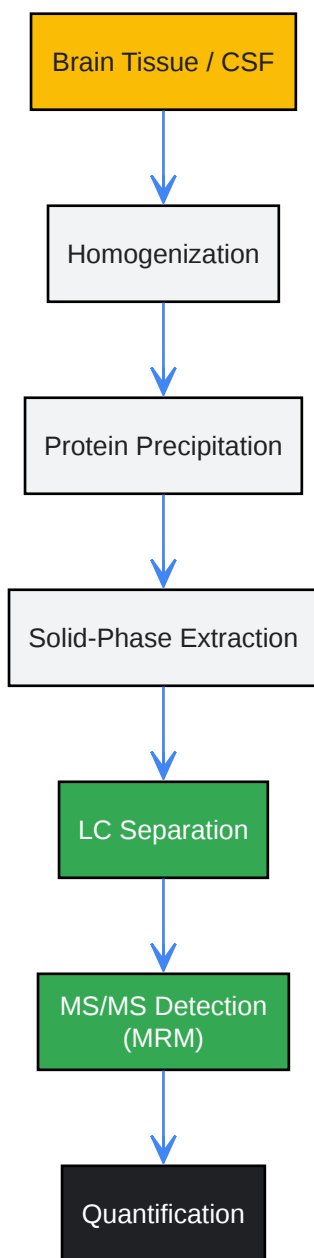 Brain Tissue / CSF
Homogenization
Protein Precipitation
Solid-Phase Extraction
LC Separation
MS/MS Detection
(MRM)
Quantification